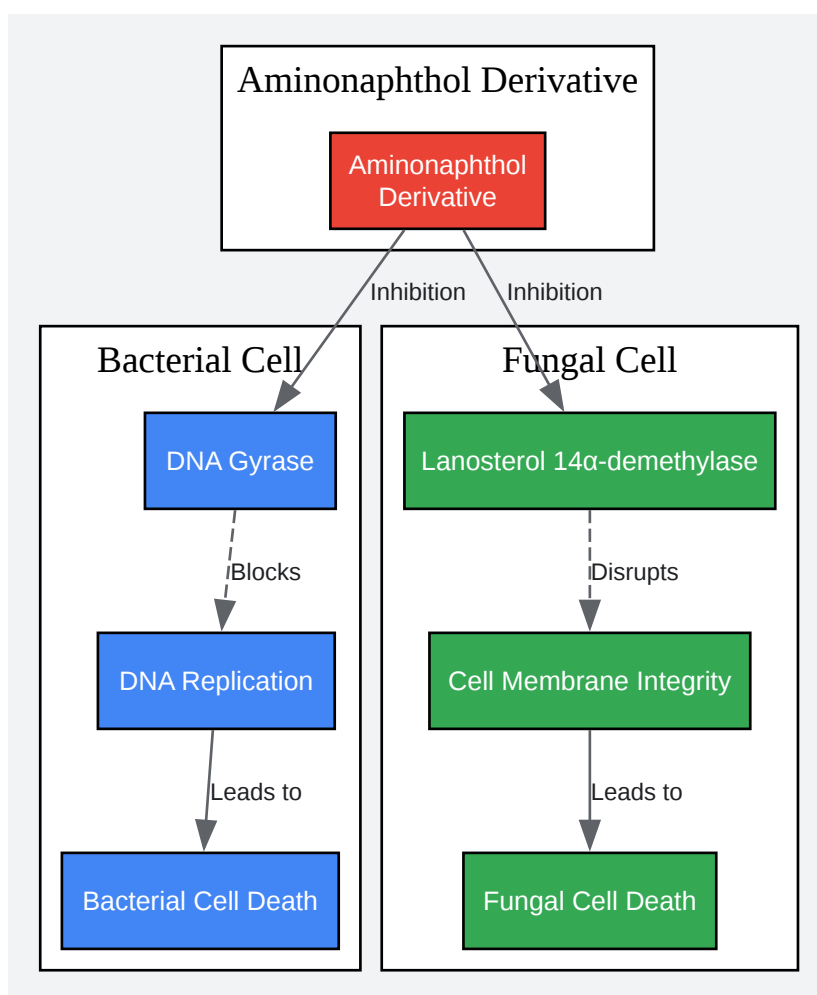 Aminonaphthol Derivative
Aminonaphthol
Derivative
Inhibition
Inhibition
Bacterial Cell
Fungal Cell
DNA Gyrase
Lanosterol 14α-demethylase
Blocks
Disrupts
DNA Replication
Cell Membrane Integrity
Leads to
Leads to
Bacterial Cell Death
Fungal Cell Death